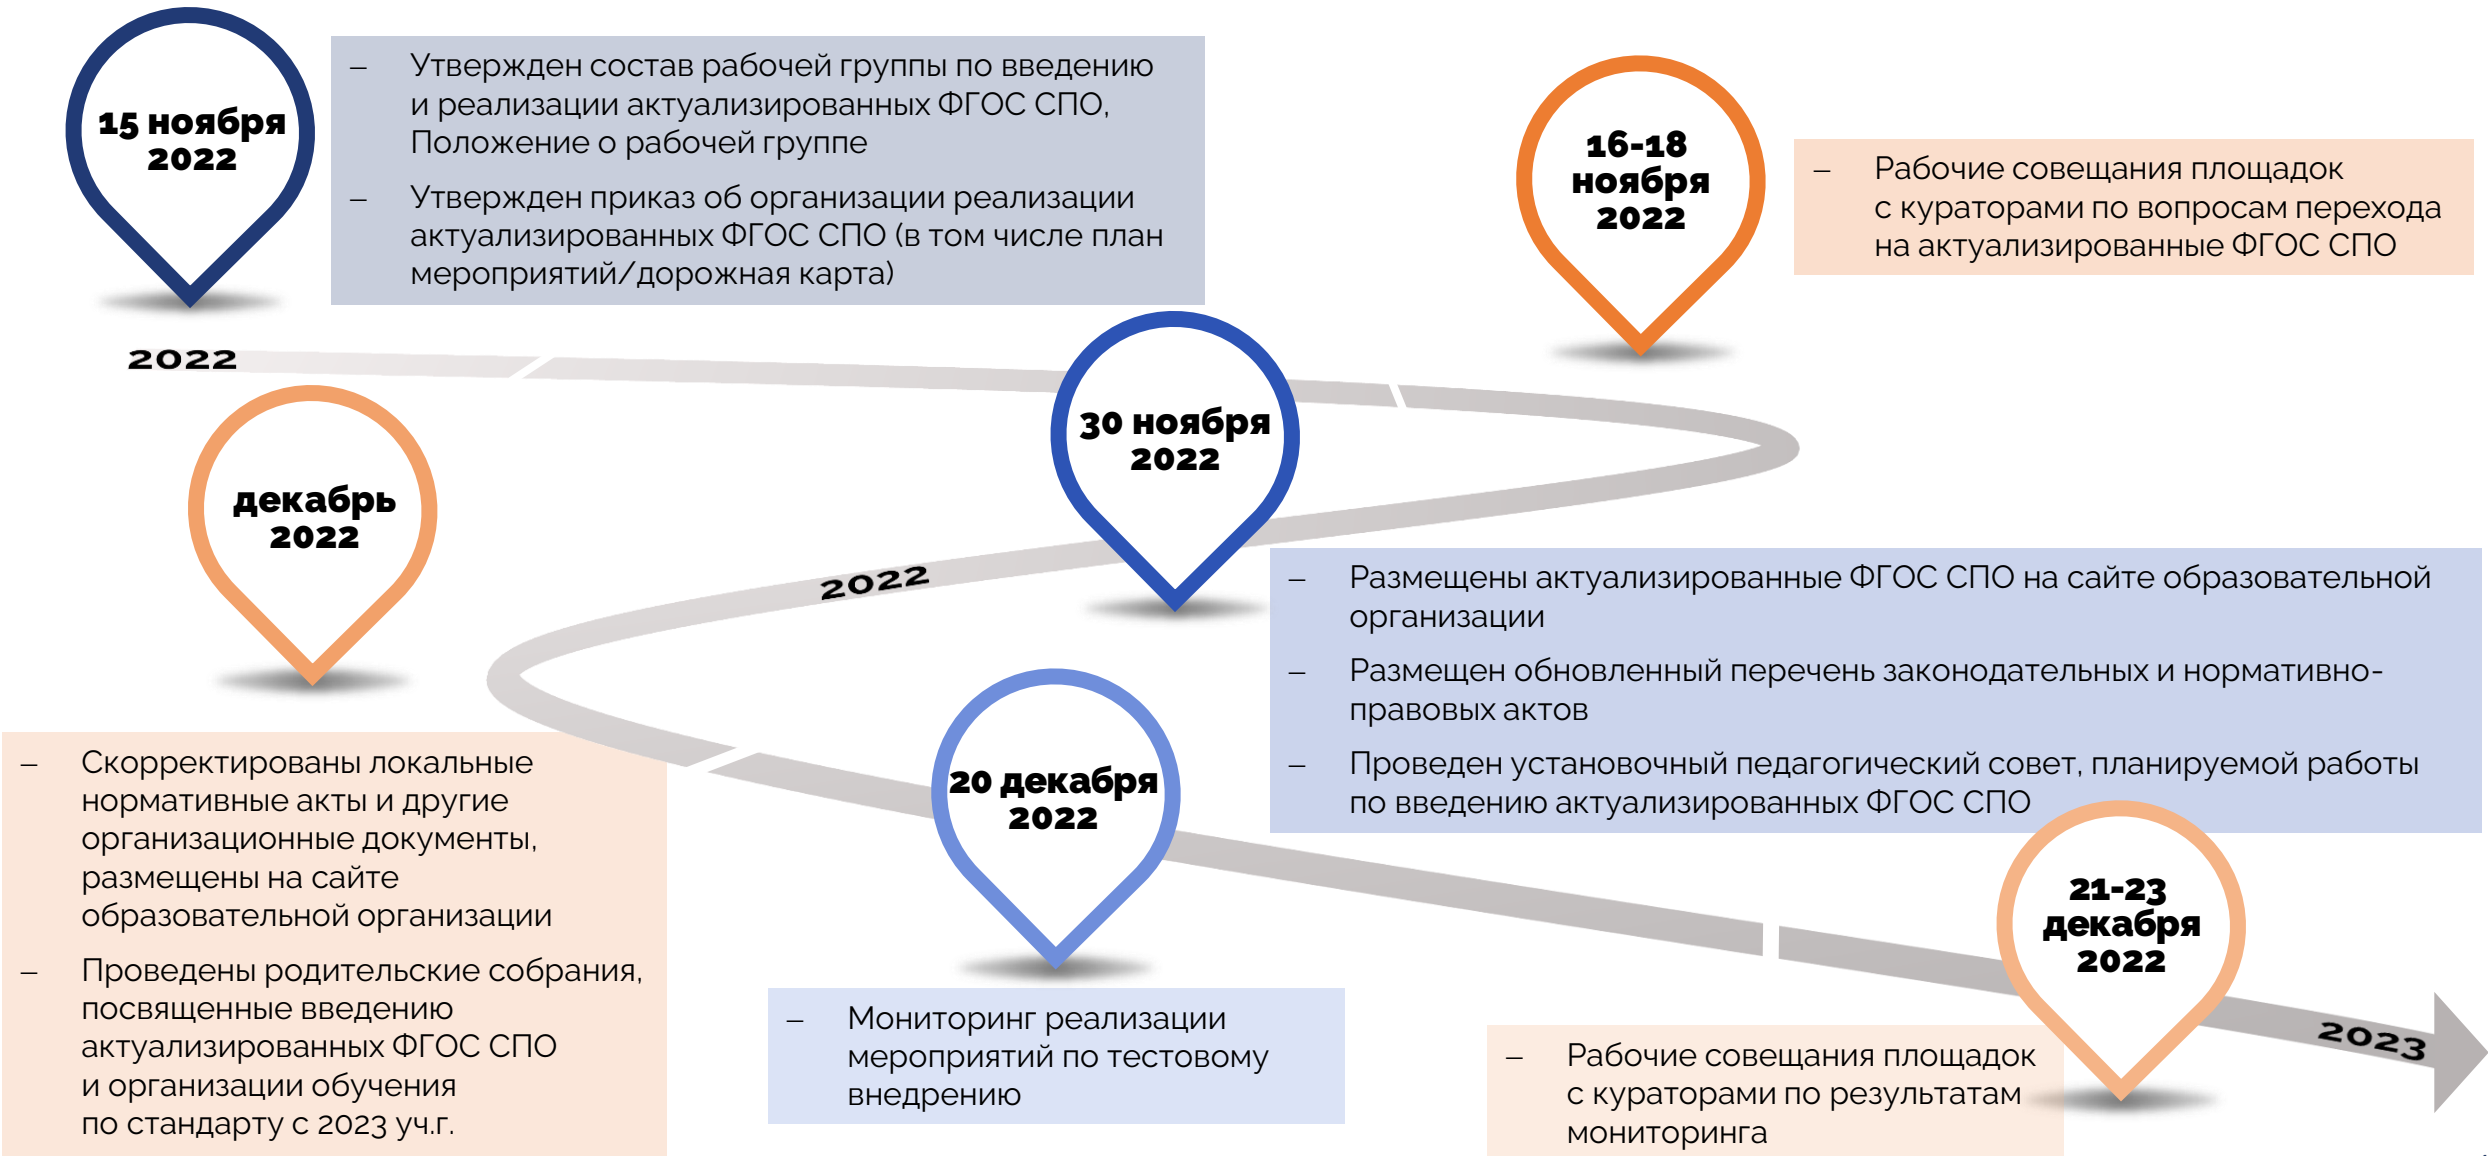 15 ноября
2022
– Утвержден состав рабочей группы по введению
и реализации актуализированных ФГОС СПО,
Положение о рабочей группе
– Утвержден приказ об организации реализации
актуализированных ФГОС СПО (в том числе план
мероприятий/дорожная карта)
16-18
ноября
2022
– Рабочие совещания площадок
с кураторами по вопросам перехода
на актуализированные ФГОС СПО
2022
30 ноября
2022
– Размещены актуализированные ФГОС СПО на сайте образовательной
организации
– Размещен обновленный перечень законодательных и нормативно-
правовых актов
– Проведен установочный педагогический совет, планируемой работы
по введению актуализированных ФГОС СПО
2022
декабрь
2022
– Скорректированы локальные
нормативные акты и другие
организационные документы,
размещены на сайте
образовательной организации
– Проведены родительские собрания,
посвященные введению
актуализированных ФГОС СПО
и организации обучения
по стандарту с 2023 уч.г.
20 декабря
2022
– Мониторинг реализации
мероприятий по тестовому
внедрению
21-23
декабря
2022
– Рабочие совещания площадок
с кураторами по результатам
мониторинга
2023